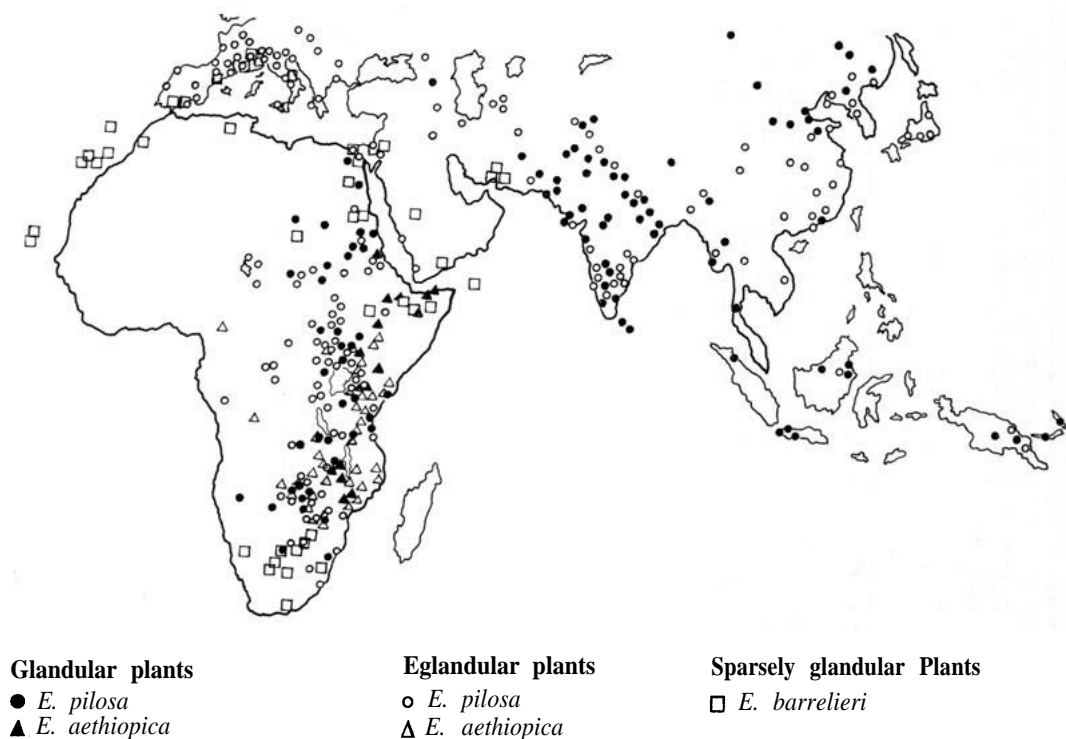 Glandular plants
● E. pilosa
▲ E. aethiopica
Eglandular plants
○ E. pilosa
△ E. aethiopica
Sparsely glandular Plants
□ E. barrelieri